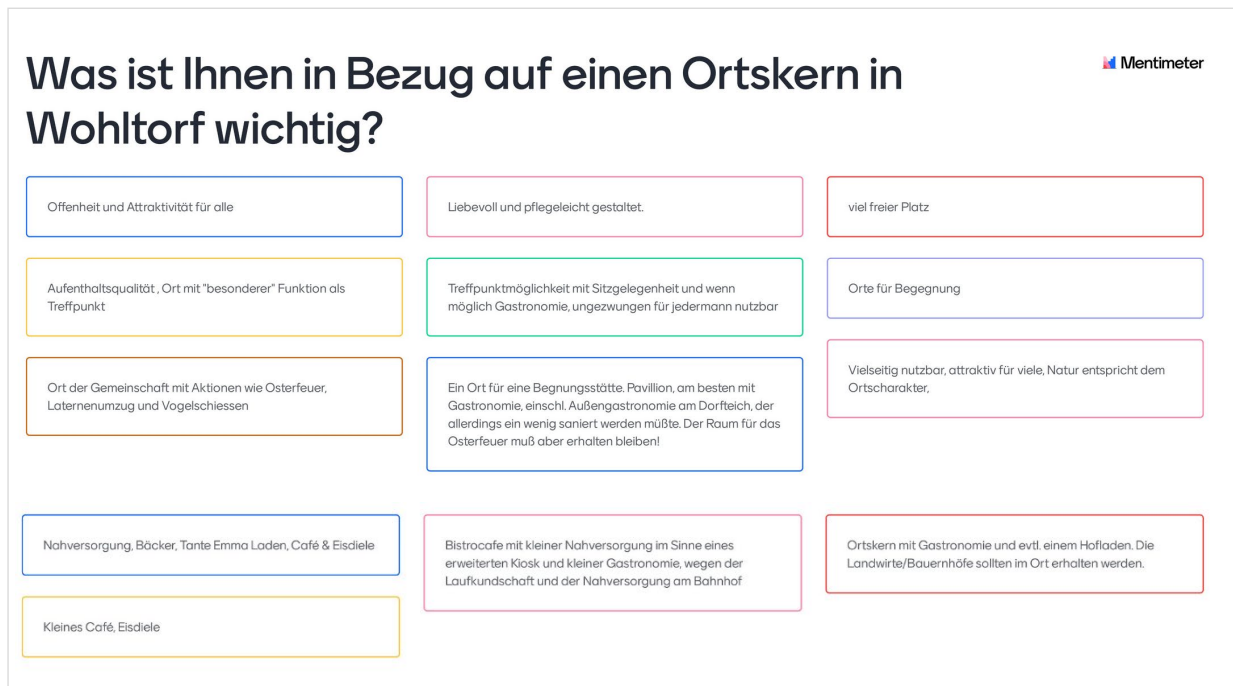 Was ist Ihnen in Bezug auf einen Ortskern in
Wohltorf wichtig?
Mentimeter
Offenheit und Attraktivität für alle
Liebevoll und pflegeleicht gestaltet.
viel freier Platz
Aufenthaltsqualität , Ort mit "besonderer" Funktion als
Treffpunkt
Treffpunktmöglichkeit mit Sitzgelegenheit und wenn
möglich Gastronomie, ungezwungen für jedermann nutzbar
Orte für Begegnung
Ort der Gemeinschaft mit Aktionen wie Osterfeuer,
Laternenumzug und Vogelschiessen
Ein Ort für eine Begnungsstätte. Pavillion, am besten mit
Gastronomie, einschl. Außengastronomie am Dorfteich, der
allerdings ein wenig saniert werden müßte. Der Raum für das
Osterfeuer muß aber erhalten bleiben!
Vielseitig nutzbar, attraktiv für viele, Natur entspricht dem
Ortscharakter,
Nahversorgung, Bäcker, Tante Emma Laden, Café & Eisdiele
Bistrocafe mit kleiner Nahversorgung im Sinne eines
erweiterten Kiosk und kleiner Gastronomie, wegen der
Laufkundschaft und der Nahversorgung am Bahnhof
Ortskern mit Gastronomie und evtl. einem Hofladen. Die
Landwirte/Bauernhöfe sollten im Ort erhalten werden.
Kleines Café, Eisdiele